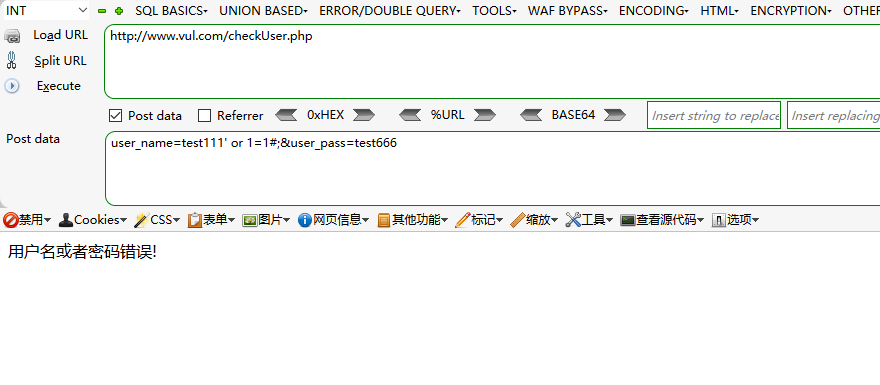 INT SQL BASICS UNION BASED ERROR/DOUBLE QUERY TOOLS WAF BYPASS ENCODING HTML ENCRYPTION OTHE
Load URL http://www.vul.com/checkUser.php
Split URL
Execute
Post data Referrer 0xHEX %URL BASE64 Insert string to replace Insert replacing
Post data user_name=test111' or 1=1#;&user_pass=test666
禁用 Cookies CSS 表单 图片 网页信息 其他功能 标记 缩放 工具 查看源代码 选项
用户名或者密码错误!